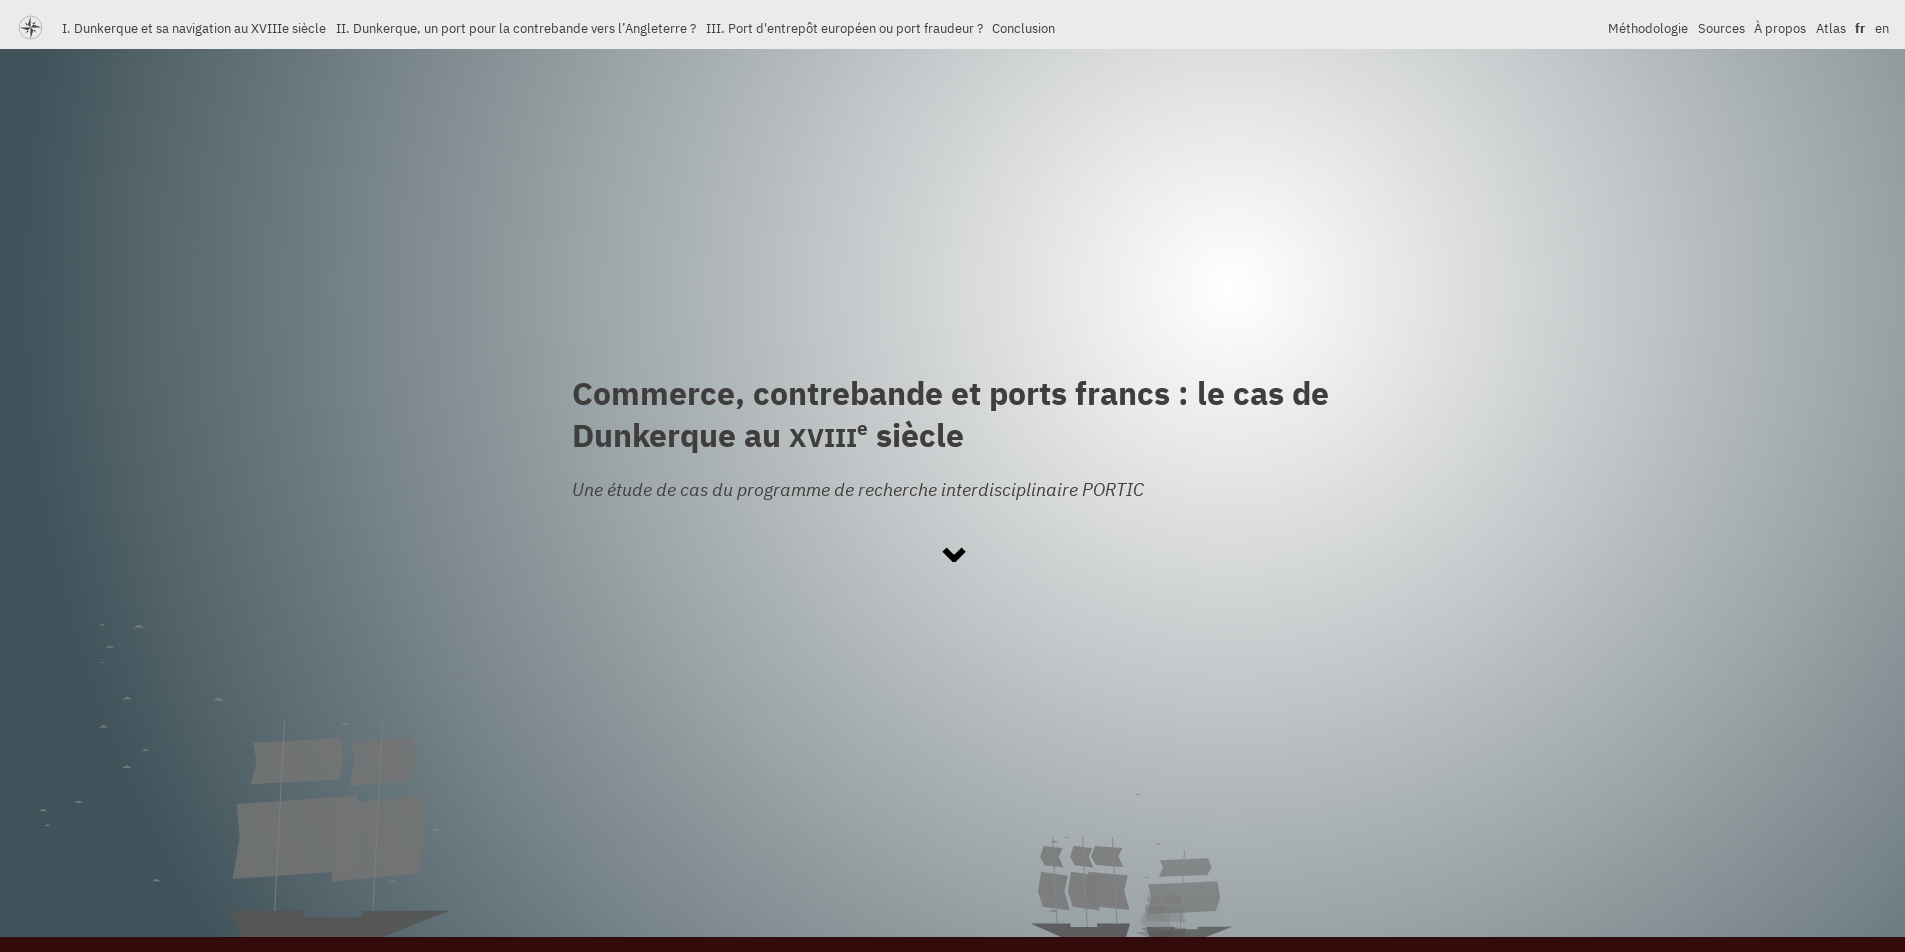 I. Dunkerque et sa navigation au XVIIIe siècle II. Dunkerque, un port pour la contrebande vers l’Angleterre ? III. Port d'entrepôt européen ou port fraudeur ? Conclusion Méthodologie Sources À propos Atlas fr en
Commerce, contrebande et ports francs : le cas de
Dunkerque au XVIIIe siècle
Une étude de cas du programme de recherche interdisciplinaire PORTIC